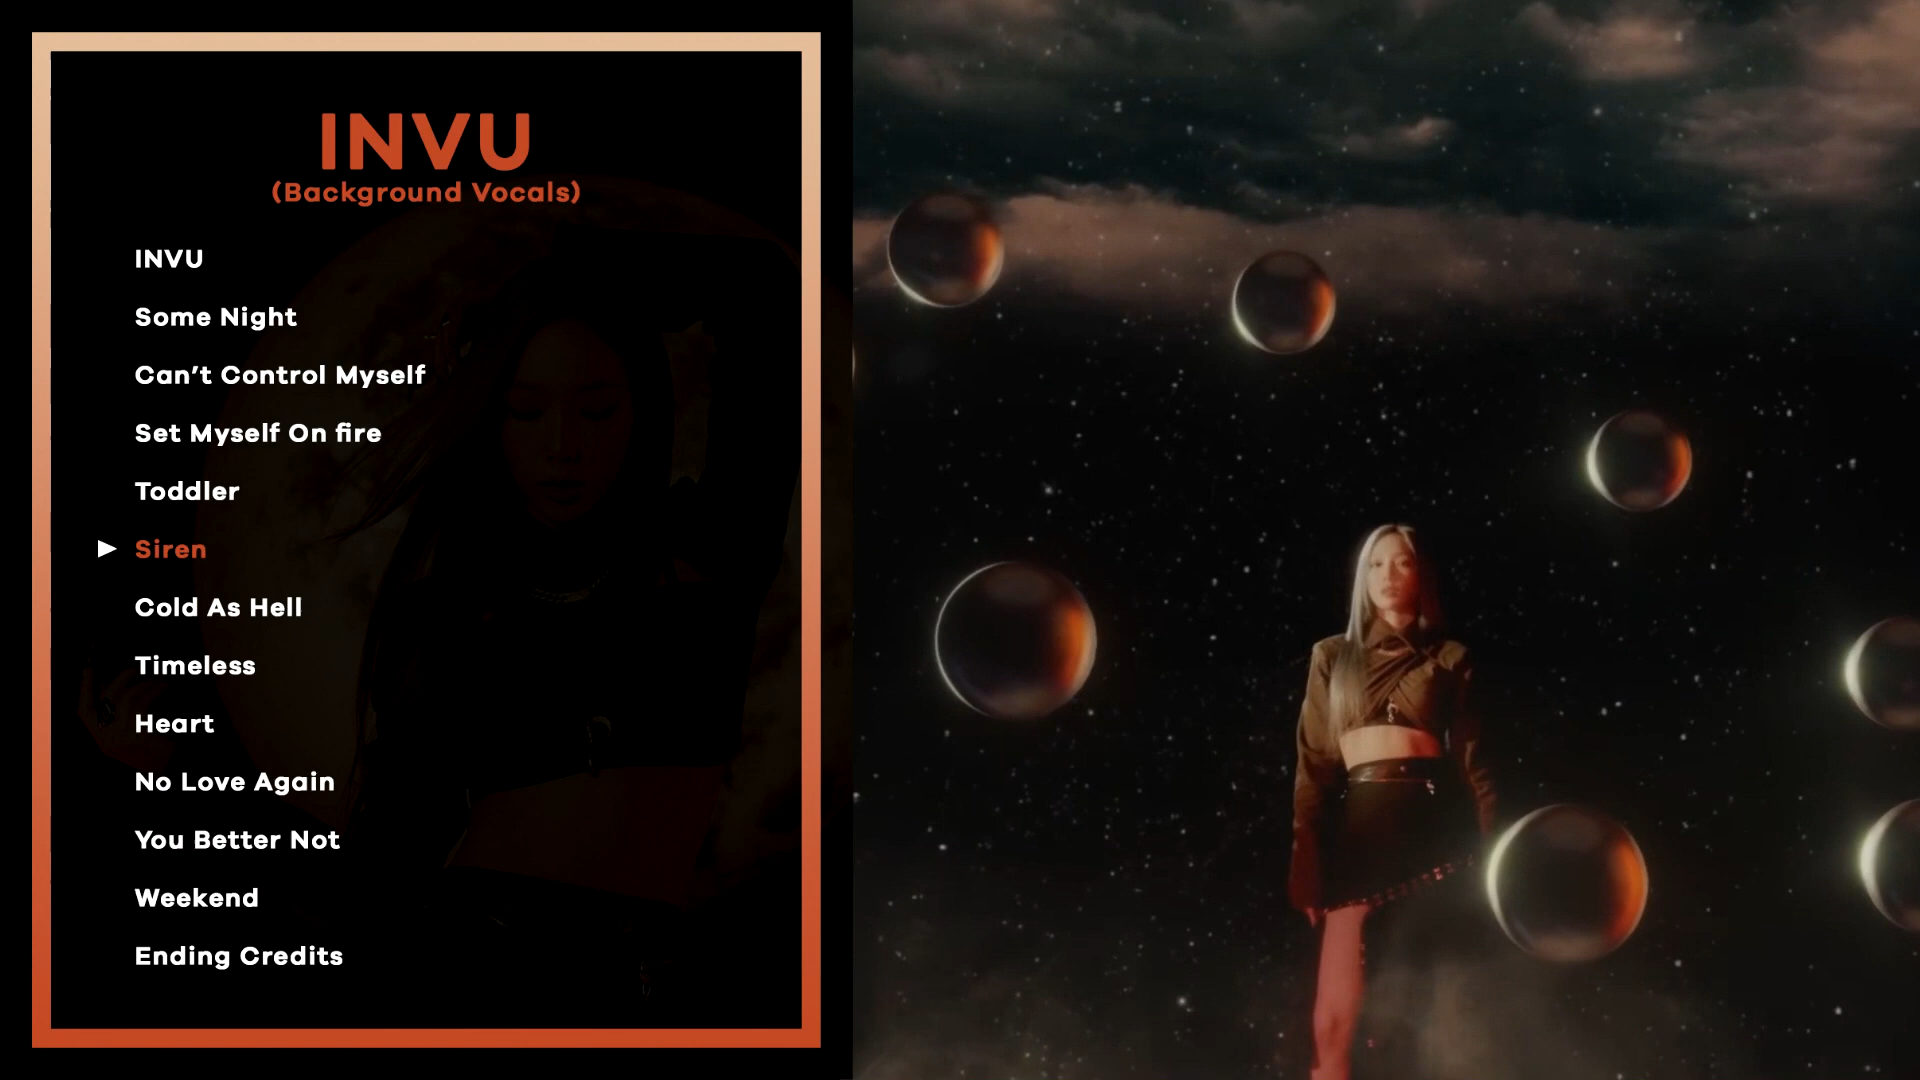 INVU
(Background Vocals)
INVU
Some Night
Can't Control Myself
Set Myself On fire
Toddler
Siren
Cold As Hell
Timeless
Heart
No Love Again
You Better Not
Weekend
Ending Credits